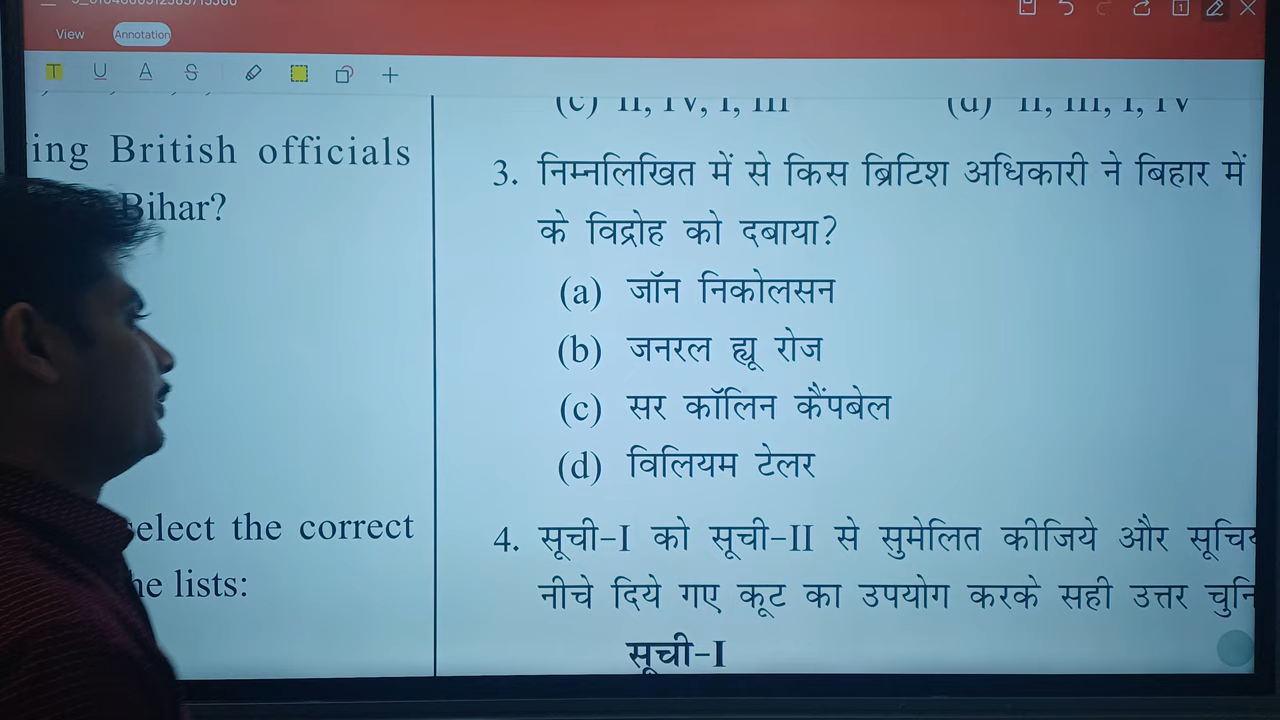 View Annotation
T U A S
(c) II, IV, I, III (d) II, III, I, IV
ing British officials
Bihar?
select the correct
he lists:
3. निम्नलिखित में से किस ब्रिटिश अधिकारी ने बिहार में
के विद्रोह को दबाया?
(a) जॉन निकोलसन
(b) जनरल ह्यू रोज
(c) सर कॉलिन कैंपबेल
(d) विलियम टेलर
4. सूची-I को सूची-II से सुमेलित कीजिये और
नीचे दिये गए कूट का उपयोग करके सही उत्तर
सूची-I